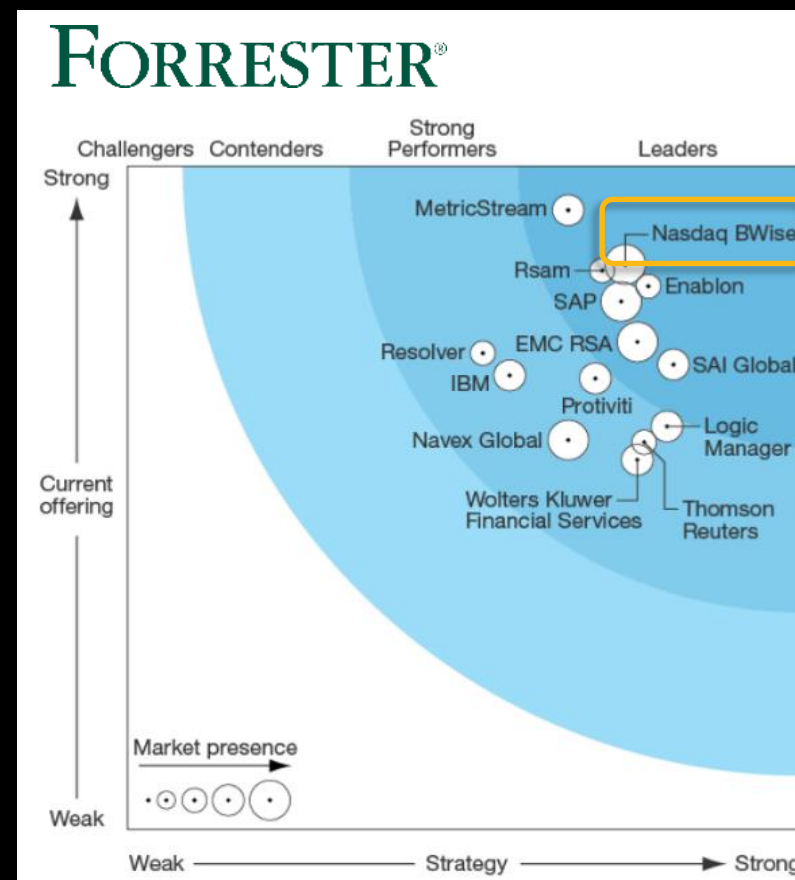 FORRESTER®
Challengers
Contenders
Strong
Performers
Leaders
Strong
MetricStream
Nasdaq BWise
Rsam
Enablon
SAP
EMC RSA
Resolver
SAI Global
IBM
Protiviti
Logic
Manager
Navex Global
Current
offering
Wolters Kluwer
Financial Services
Thomson
Reuters
Market presence
Weak
Weak
Strategy
Strong